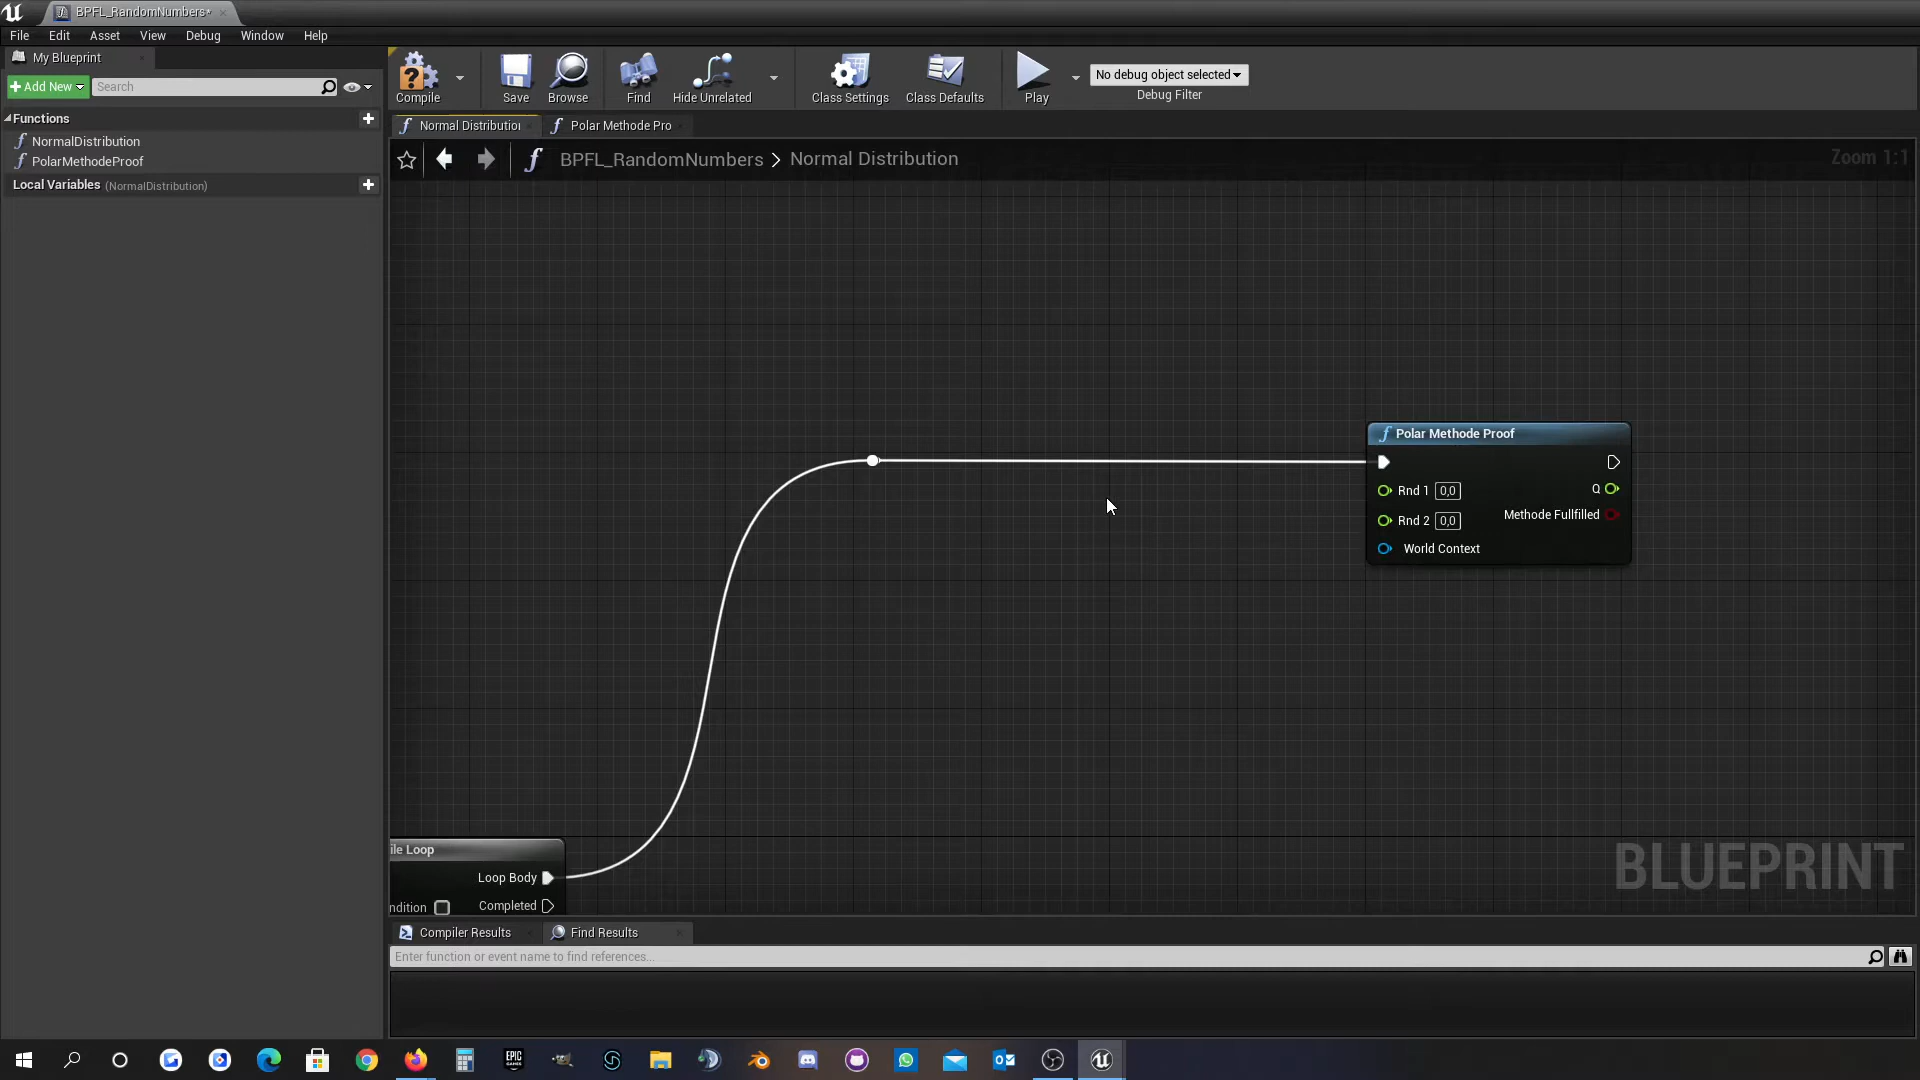 BPFL_RandomNumbers*
File Edit Asset View Debug Window Help
My Blueprint
Add New
Search
Functions
NormalDistribution
PolarMethodeProof
Local Variables (NormalDistribution)
Compile
Save
Browse
Find
Hide Unrelated
Class Settings
Class Defaults
Play
No debug object selected
Debug Filter
Normal Distribution
Polar Methode Pro
BPFL_RandomNumbers > Normal Distribution
Zoom 1:1
Polar Methode Proof
Rnd 1 0,0
Q
Rnd 2 0,0
Methode Fullfilled
World Context
ile Loop
Loop Body
ndition
Completed
BLUEPRINT
Compiler Results
Find Results
Enter function or event name to find references...
EPIC GAMES